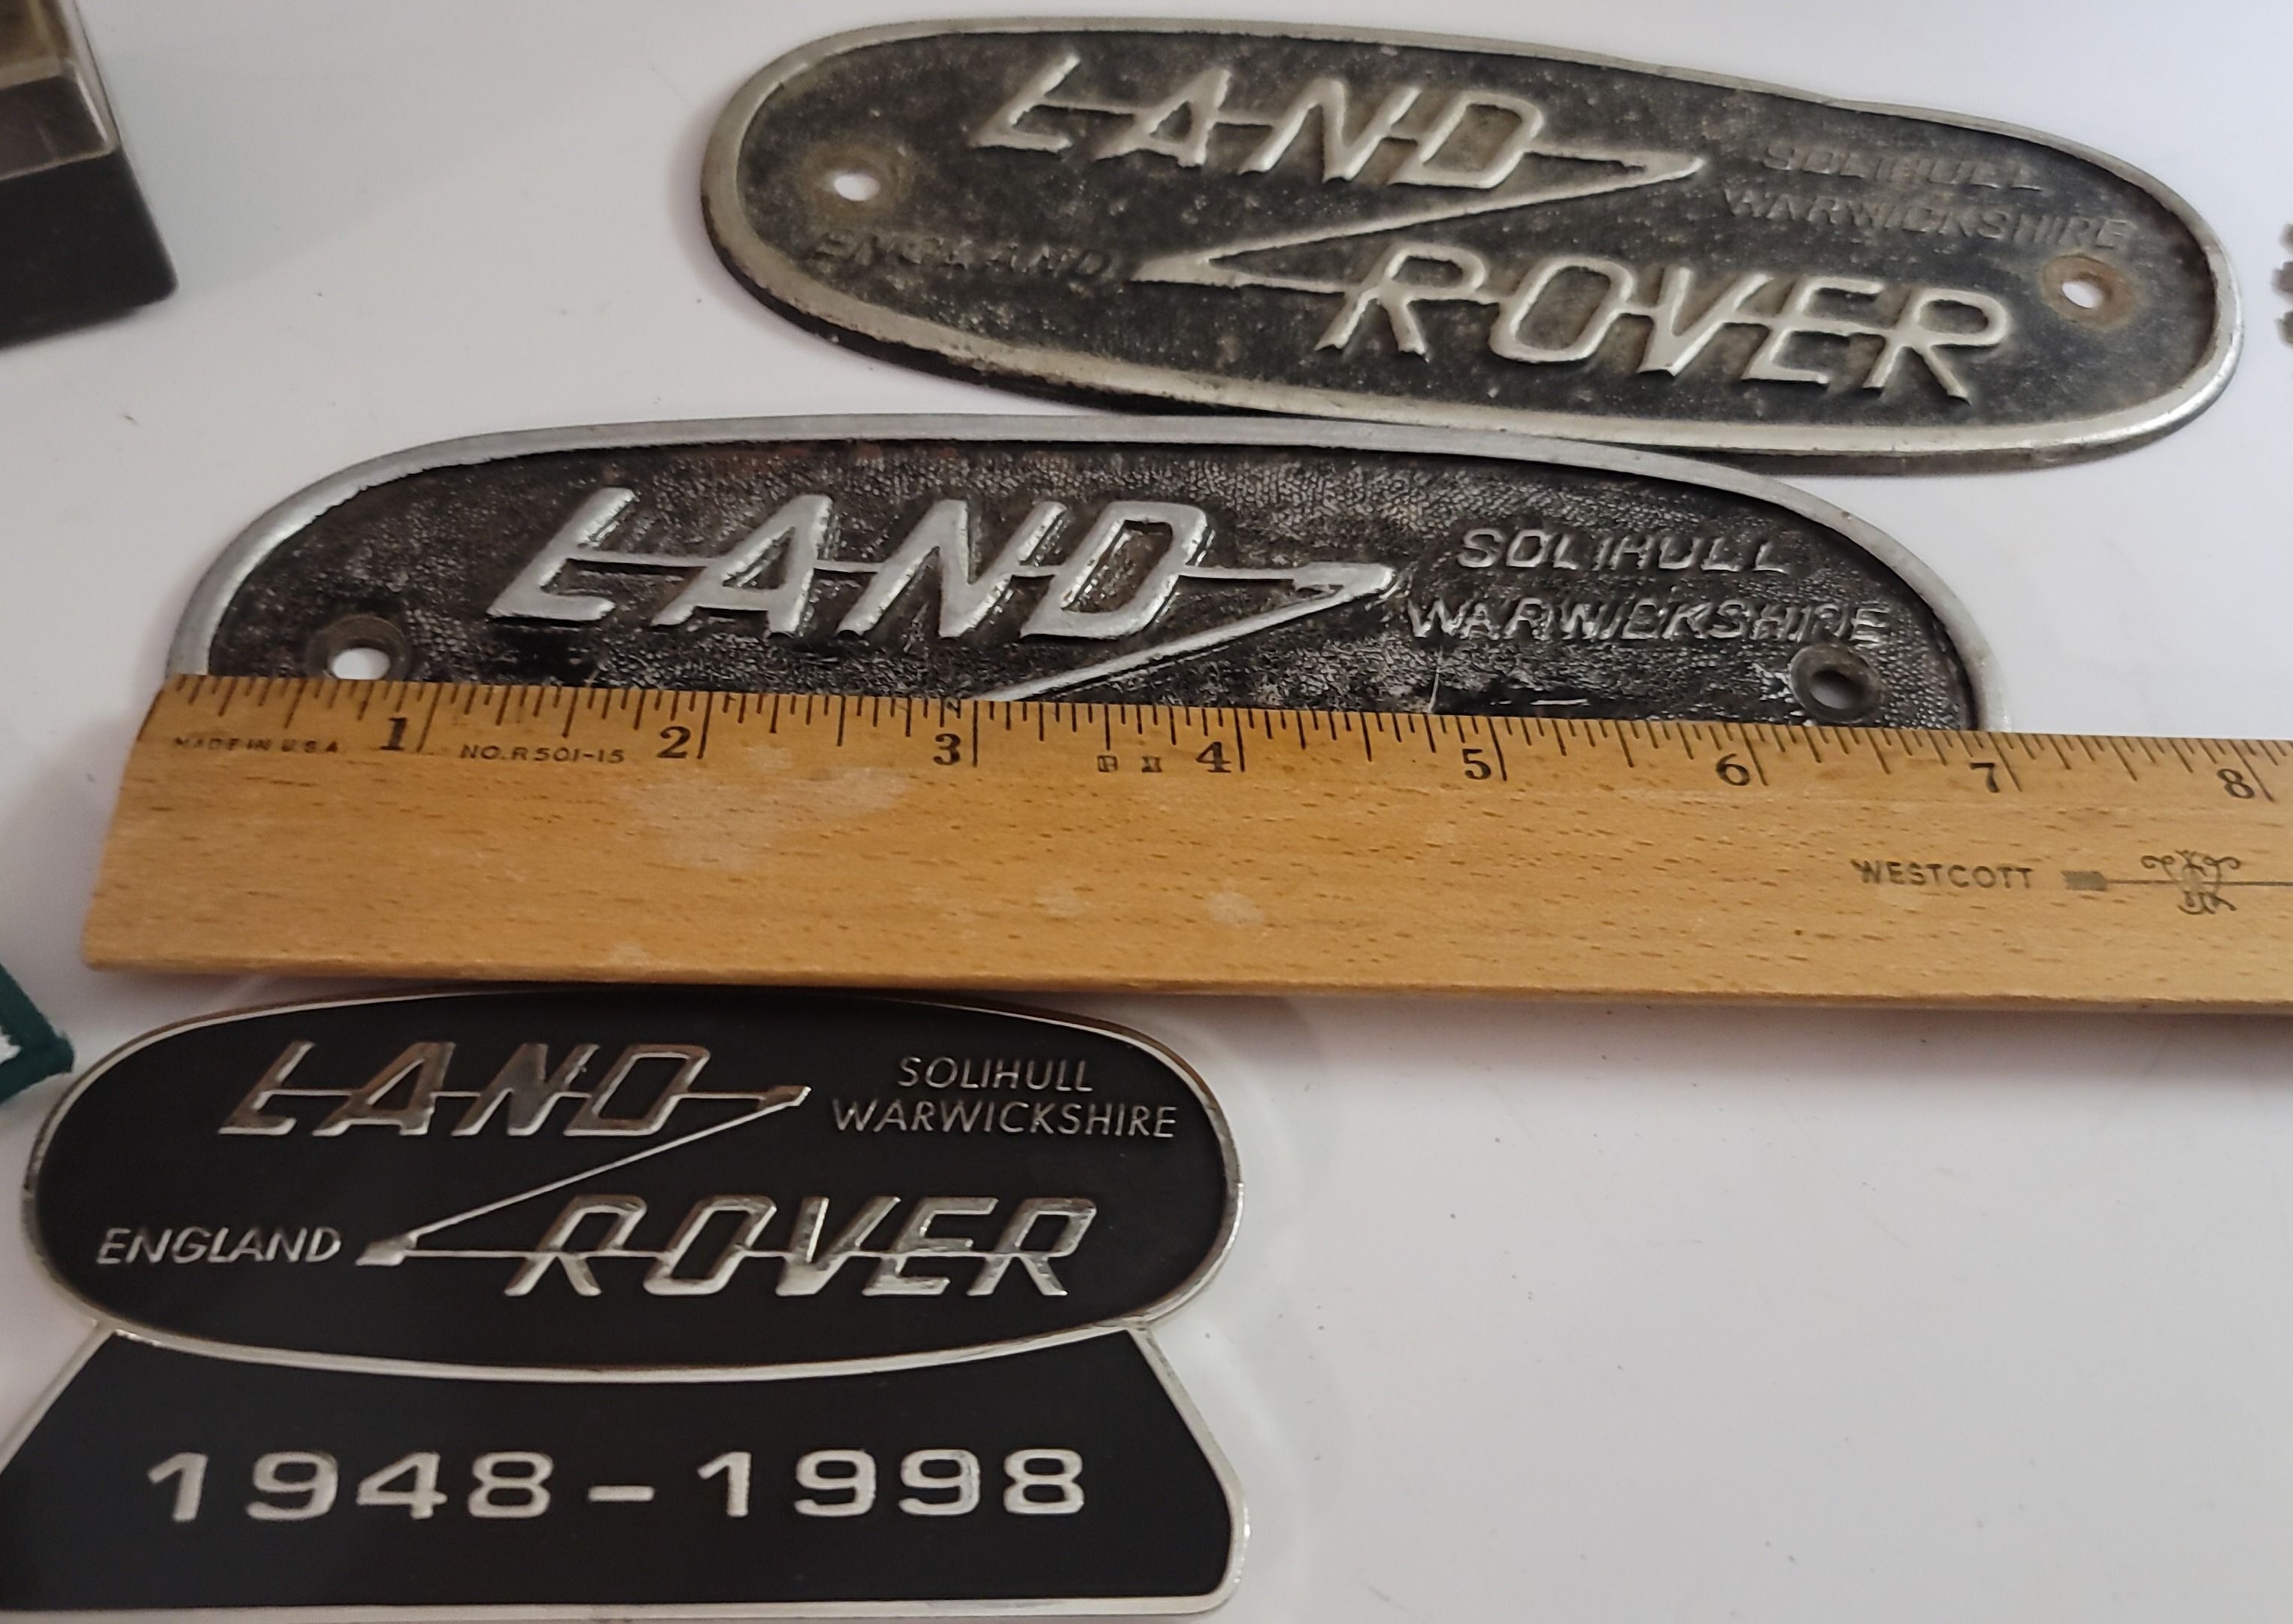 LAND
SOLIHULL
WARWICKSHIRE
ENGLAND
ROVER
LAND
SOLIHULL
WARWICKSHIRE
1 2 3 4 5 6 7 8
MADE IN U.S.A. NO. R501-15
WESTCOTT
LAND
SOLIHULL
WARWICKSHIRE
ENGLAND
ROVER
1948-1998